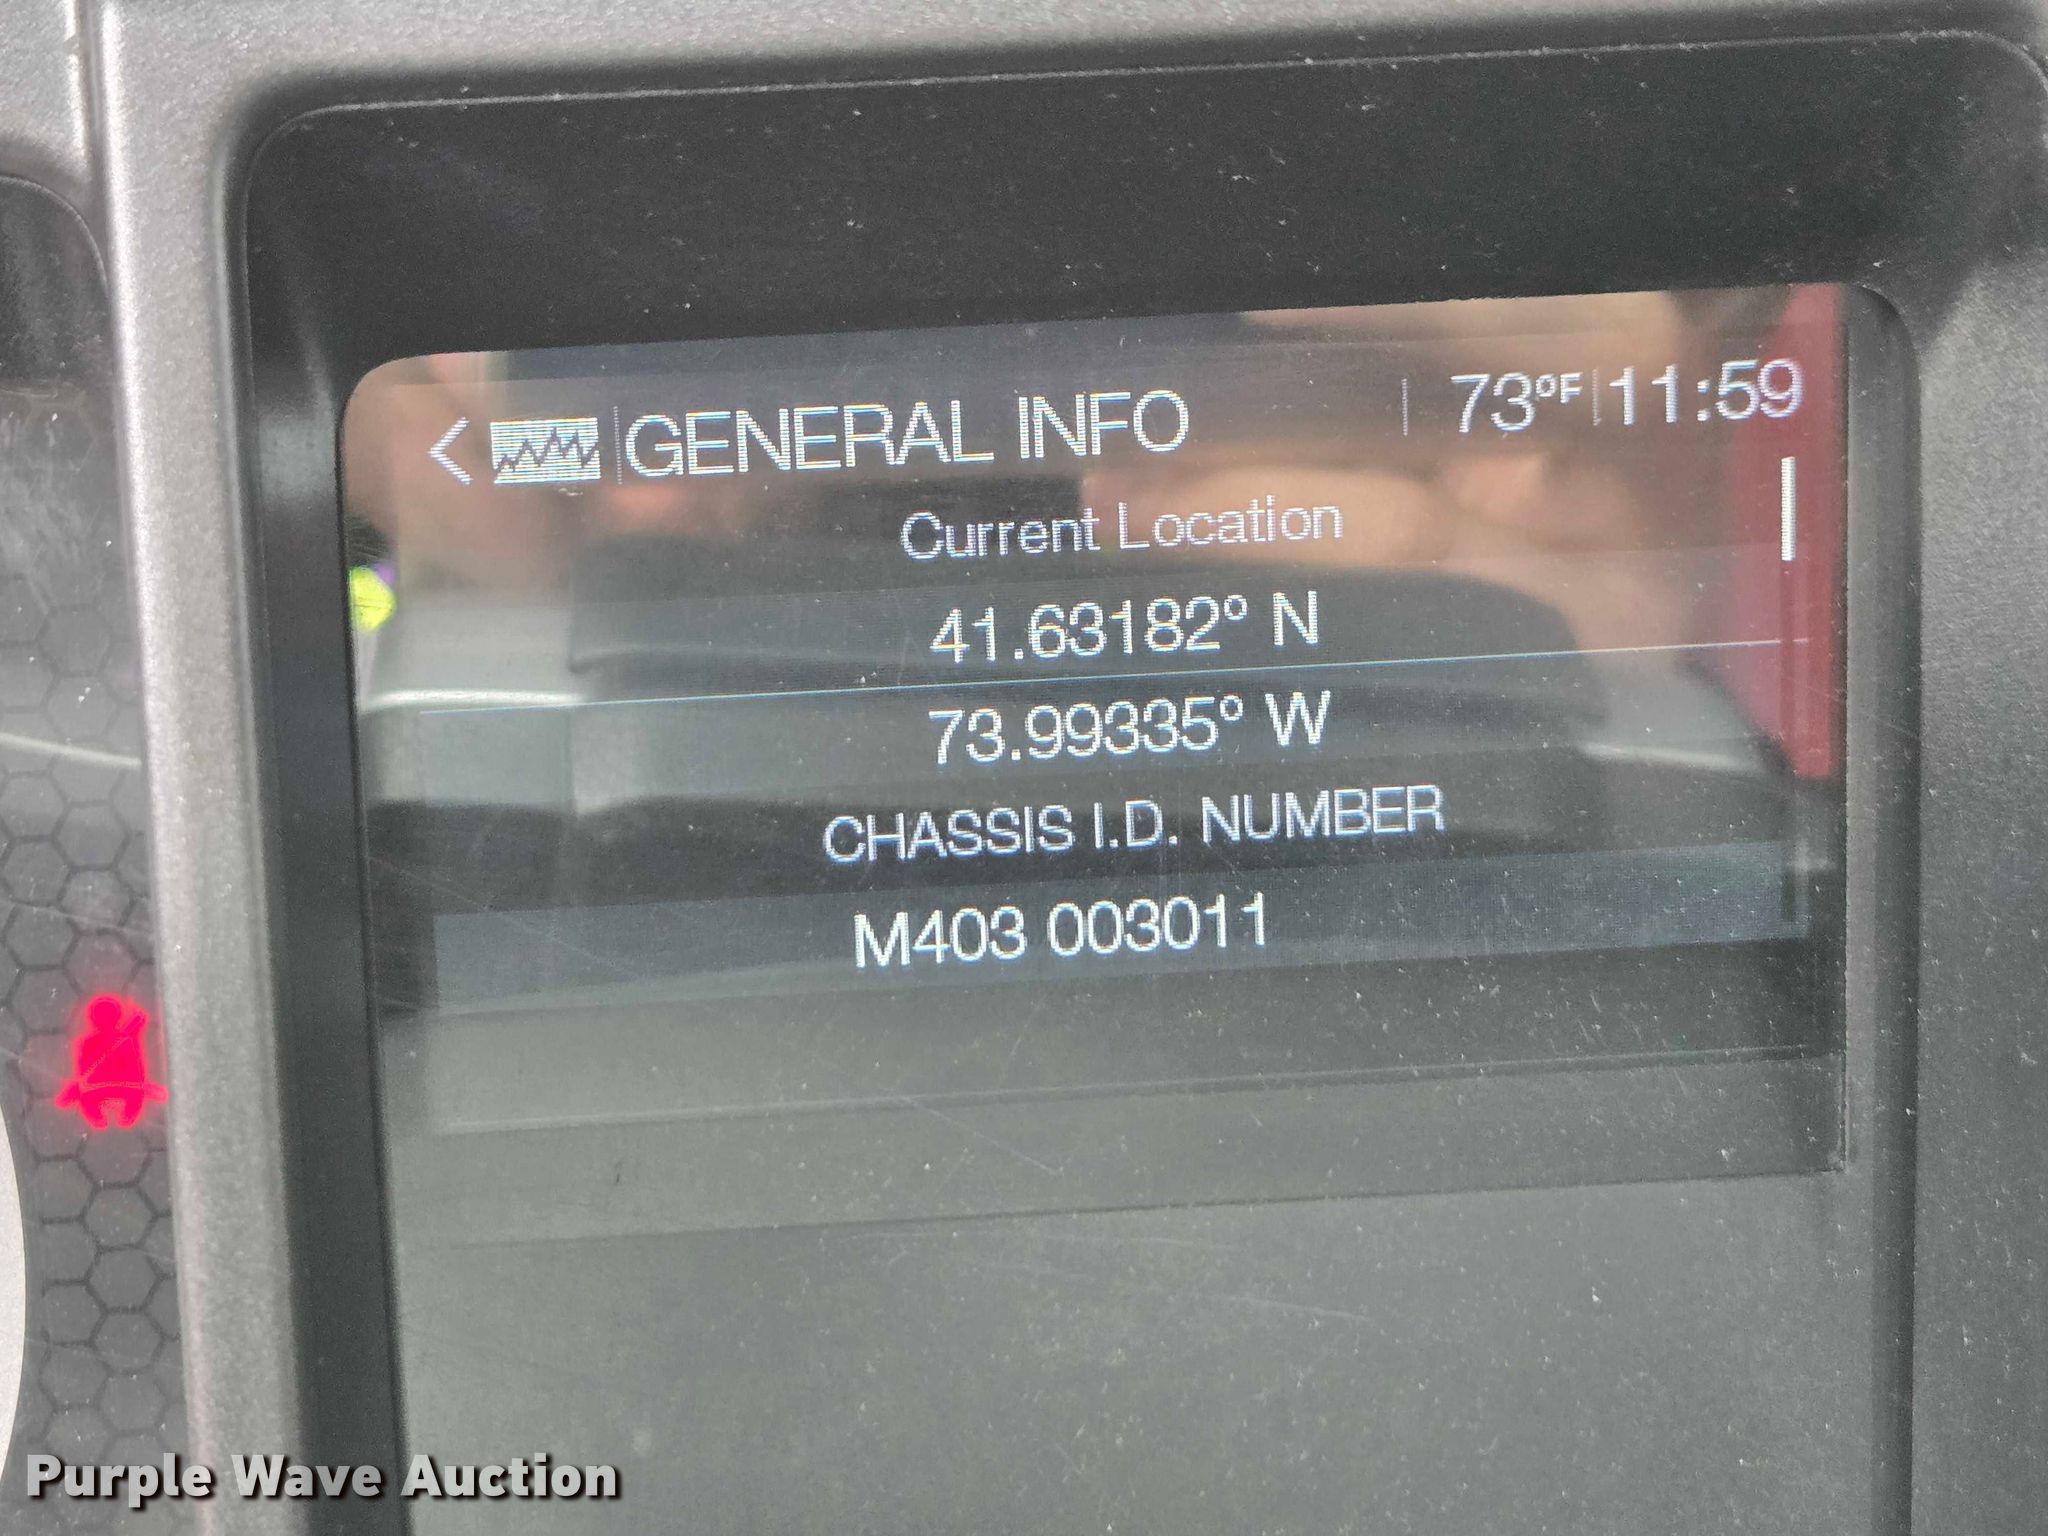 < GENERAL INFO | 73°F | 11:59
Current Location
41.63182° N
73.99335° W
CHASSIS I.D. NUMBER
M403 003011
Purple Wave Auction